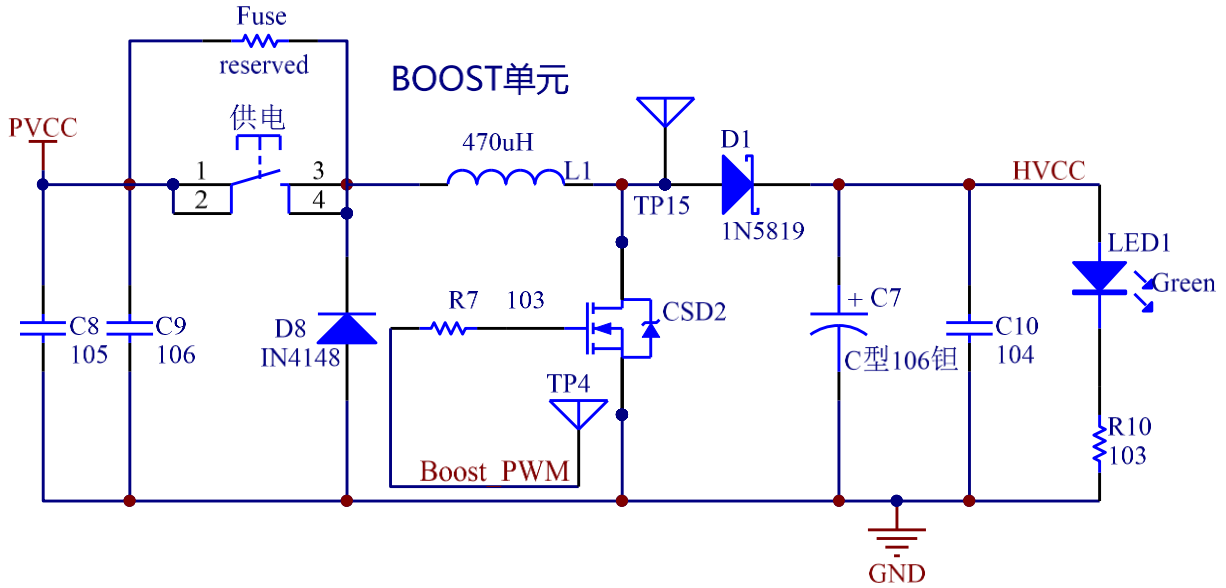 Fuse
reserved
BOOST单元
供电
PVCC
1
3
2
4
470uH
L1
TP15
D1
1N5819
HVCC
LED1
Green
C8
105
C9
106
D8
IN4148
R7
103
CSD2
TP4
Boost_PWM
+ C7
C型106钽
C10
104
R10
103
GND